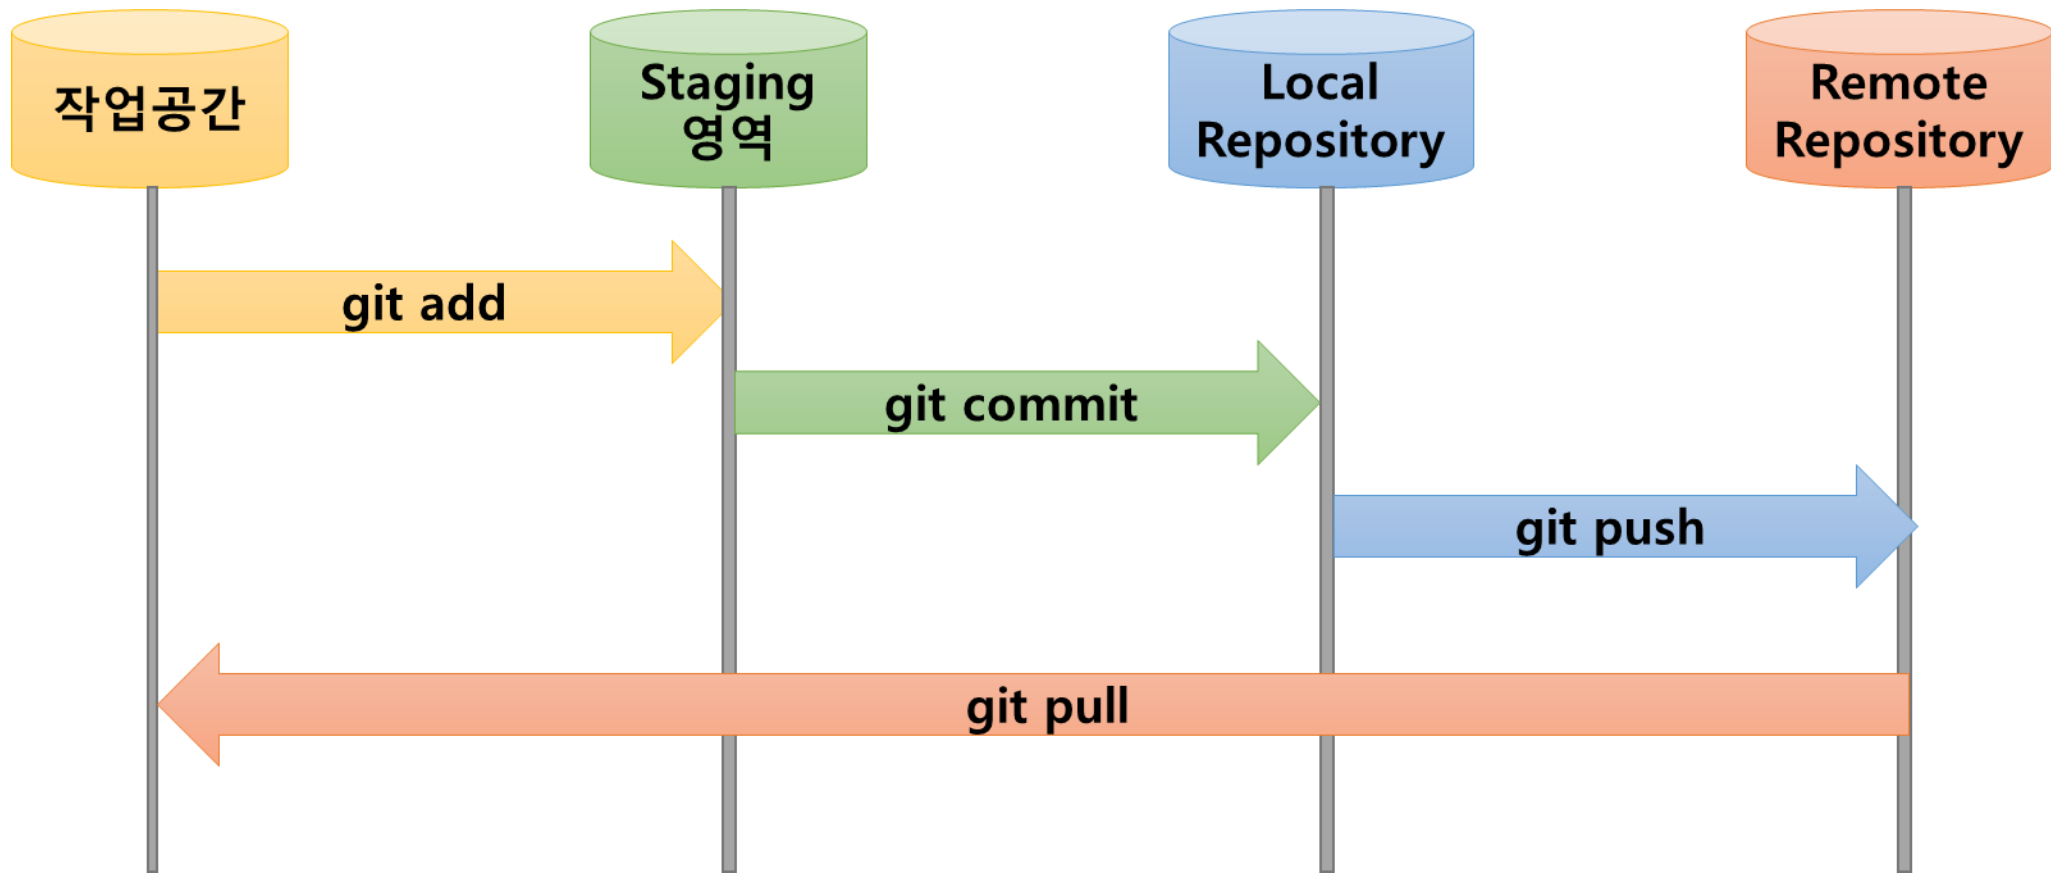 작업공간
Staging
영역
Local
Repository
Remote
Repository
git add
git commit
git push
git pull